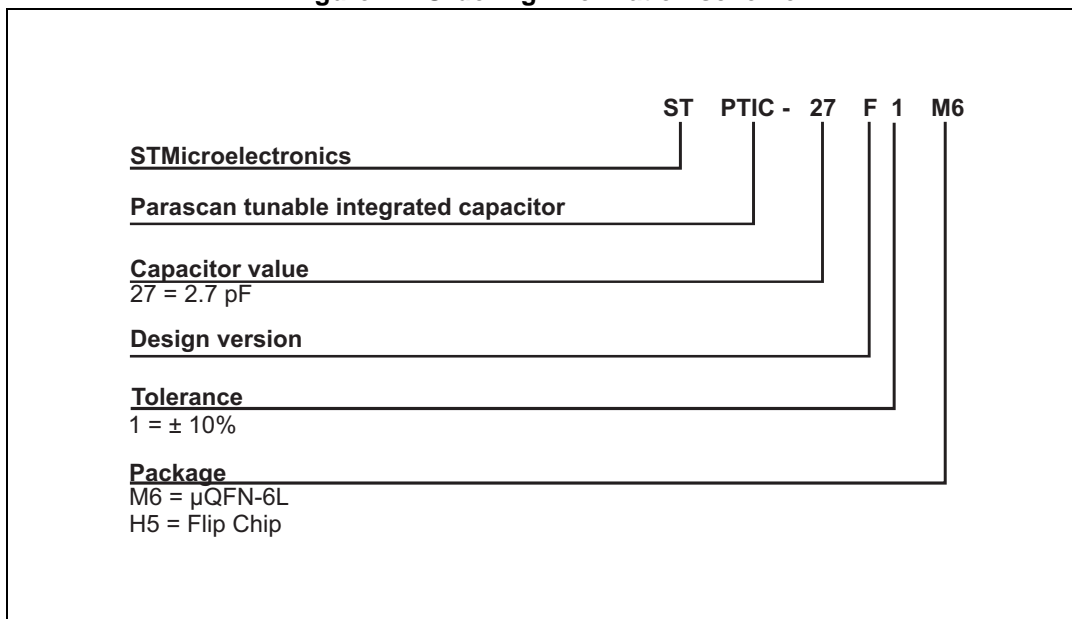 ST PTIC - 27 F 1 M6
STMicroelectronics
Parascan tunable integrated capacitor
Capacitor value
27 = 2.7 pF
Design version
Tolerance
1 = ± 10%
Package
M6 = µQFN-6L
H5 = Flip Chip